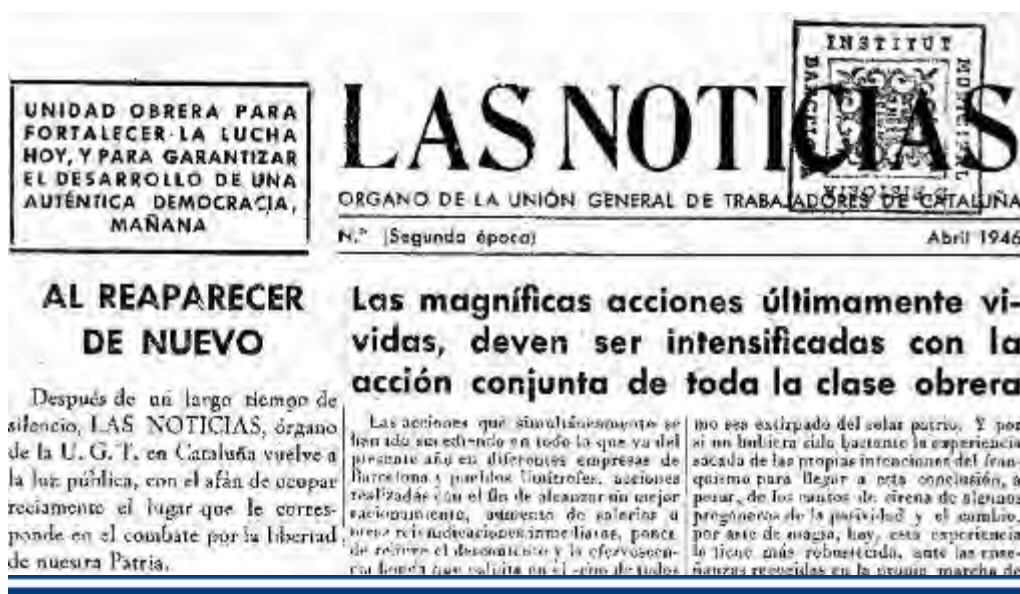 INSTITUT
MUNICIPAL
BARCELONA
D'HISTORIA
UNIDAD OBRERA PARA
FORTALECER LA LUCHA
HOY, Y PARA GARANTIZAR
EL DESARROLLO DE UNA
AUTÉNTICA DEMOCRACIA,
MAÑANA
LAS NOTICIAS
ORGANO DE LA UNIÓN GENERAL DE TRABAJADORES DE CATALUÑA
N.º (Segunda época) Abril 1946
AL REAPARECER
DE NUEVO
Después de un largo tiempo de
silencio, LAS NOTICIAS, órgano
de la U. G. T. en Cataluña vuelve a
la luz pública, con el afán de ocupar
reciamente el lugar que le corres-
ponde en el combate por la libertad
de nuestra Patria.
Las magníficas acciones últimamente vi-
vidas, deven ser intensificadas con la
acción conjunta de toda la clase obrera
Las acciones que simultáneamente se
han ido sucediendo en todo lo que va del
presente año en diferentes empresas de
Barcelona y pueblos limítrofes, acciones
realizadas con el fin de alcanzar un mejor
racionamiento, aumento de salarios u
otras reivindicaciones inmediatas, pone
de relieve el descontento y la efervescen-
cia honda que palpita en el seno de todos
mo sea extirpado del solar patrio. Y por
si no hubiera sido bastante la experiencia
sacada de las propias intenciones del fran-
quismo para llegar a esta conclusión, a
pesar, de los cantos de sirena de algunos
pregoneros de la pasividad y el cambio,
por arte de magia, hoy, esta experiencia
la tiene más robustecida, ante las ense-
ñanzas recogidas en la propia marcha de